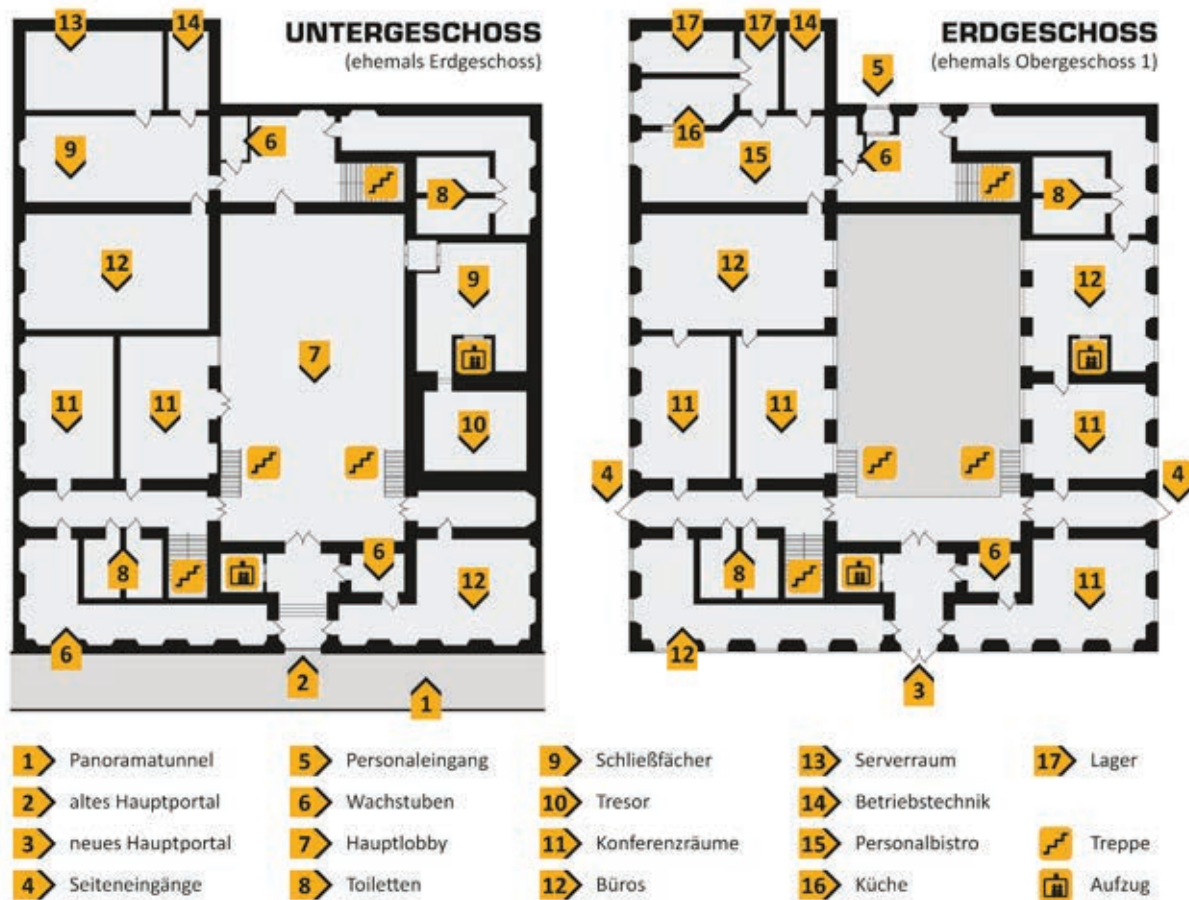 UNTERGESCHOSS
(ehemals Erdgeschoss)
13
14
6
9
8
12
9
7
11
11
10
6
8
12
6
2
1
ERDGESCHOSS
(ehemals Obergeschoss 1)
17
17
14
5
16
15
6
8
12
12
11
11
11
4
4
6
8
11
12
3
1 Panoramatunnel
2 altes Hauptportal
3 neues Hauptportal
4 Seiteneingänge
5 Personaleingang
6 Wachstuben
7 Hauptlobby
8 Toiletten
9 Schließfächer
10 Tresor
11 Konferenzräume
12 Büros
13 Serverraum
14 Betriebstechnik
15 Personalbistro
16 Küche
17 Lager
Treppe
Aufzug